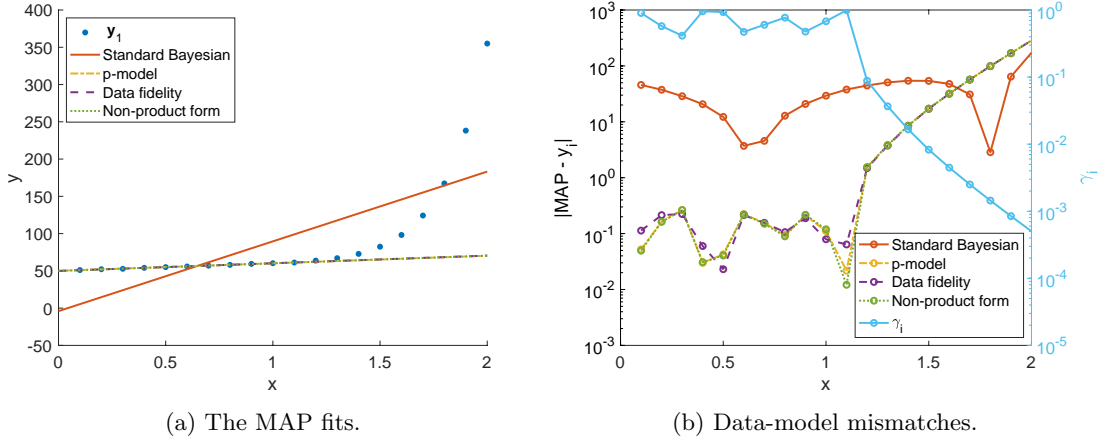 400
350
300
250
200
150
100
50
0
-50
y
0
0.5
1
1.5
2
x
y1
Standard Bayesian
p-model
Data fidelity
Non-product form
(a) The MAP fits.
10^3
10^2
10^1
10^0
10^-1
10^-2
10^-3
|MAP - y_i|
0
0.5
1
1.5
2
x
10^0
10^-1
10^-2
10^-3
10^-4
10^-5
γ_i
Standard Bayesian
p-model
Data fidelity
Non-product form
γ_i
(b) Data-model mismatches.